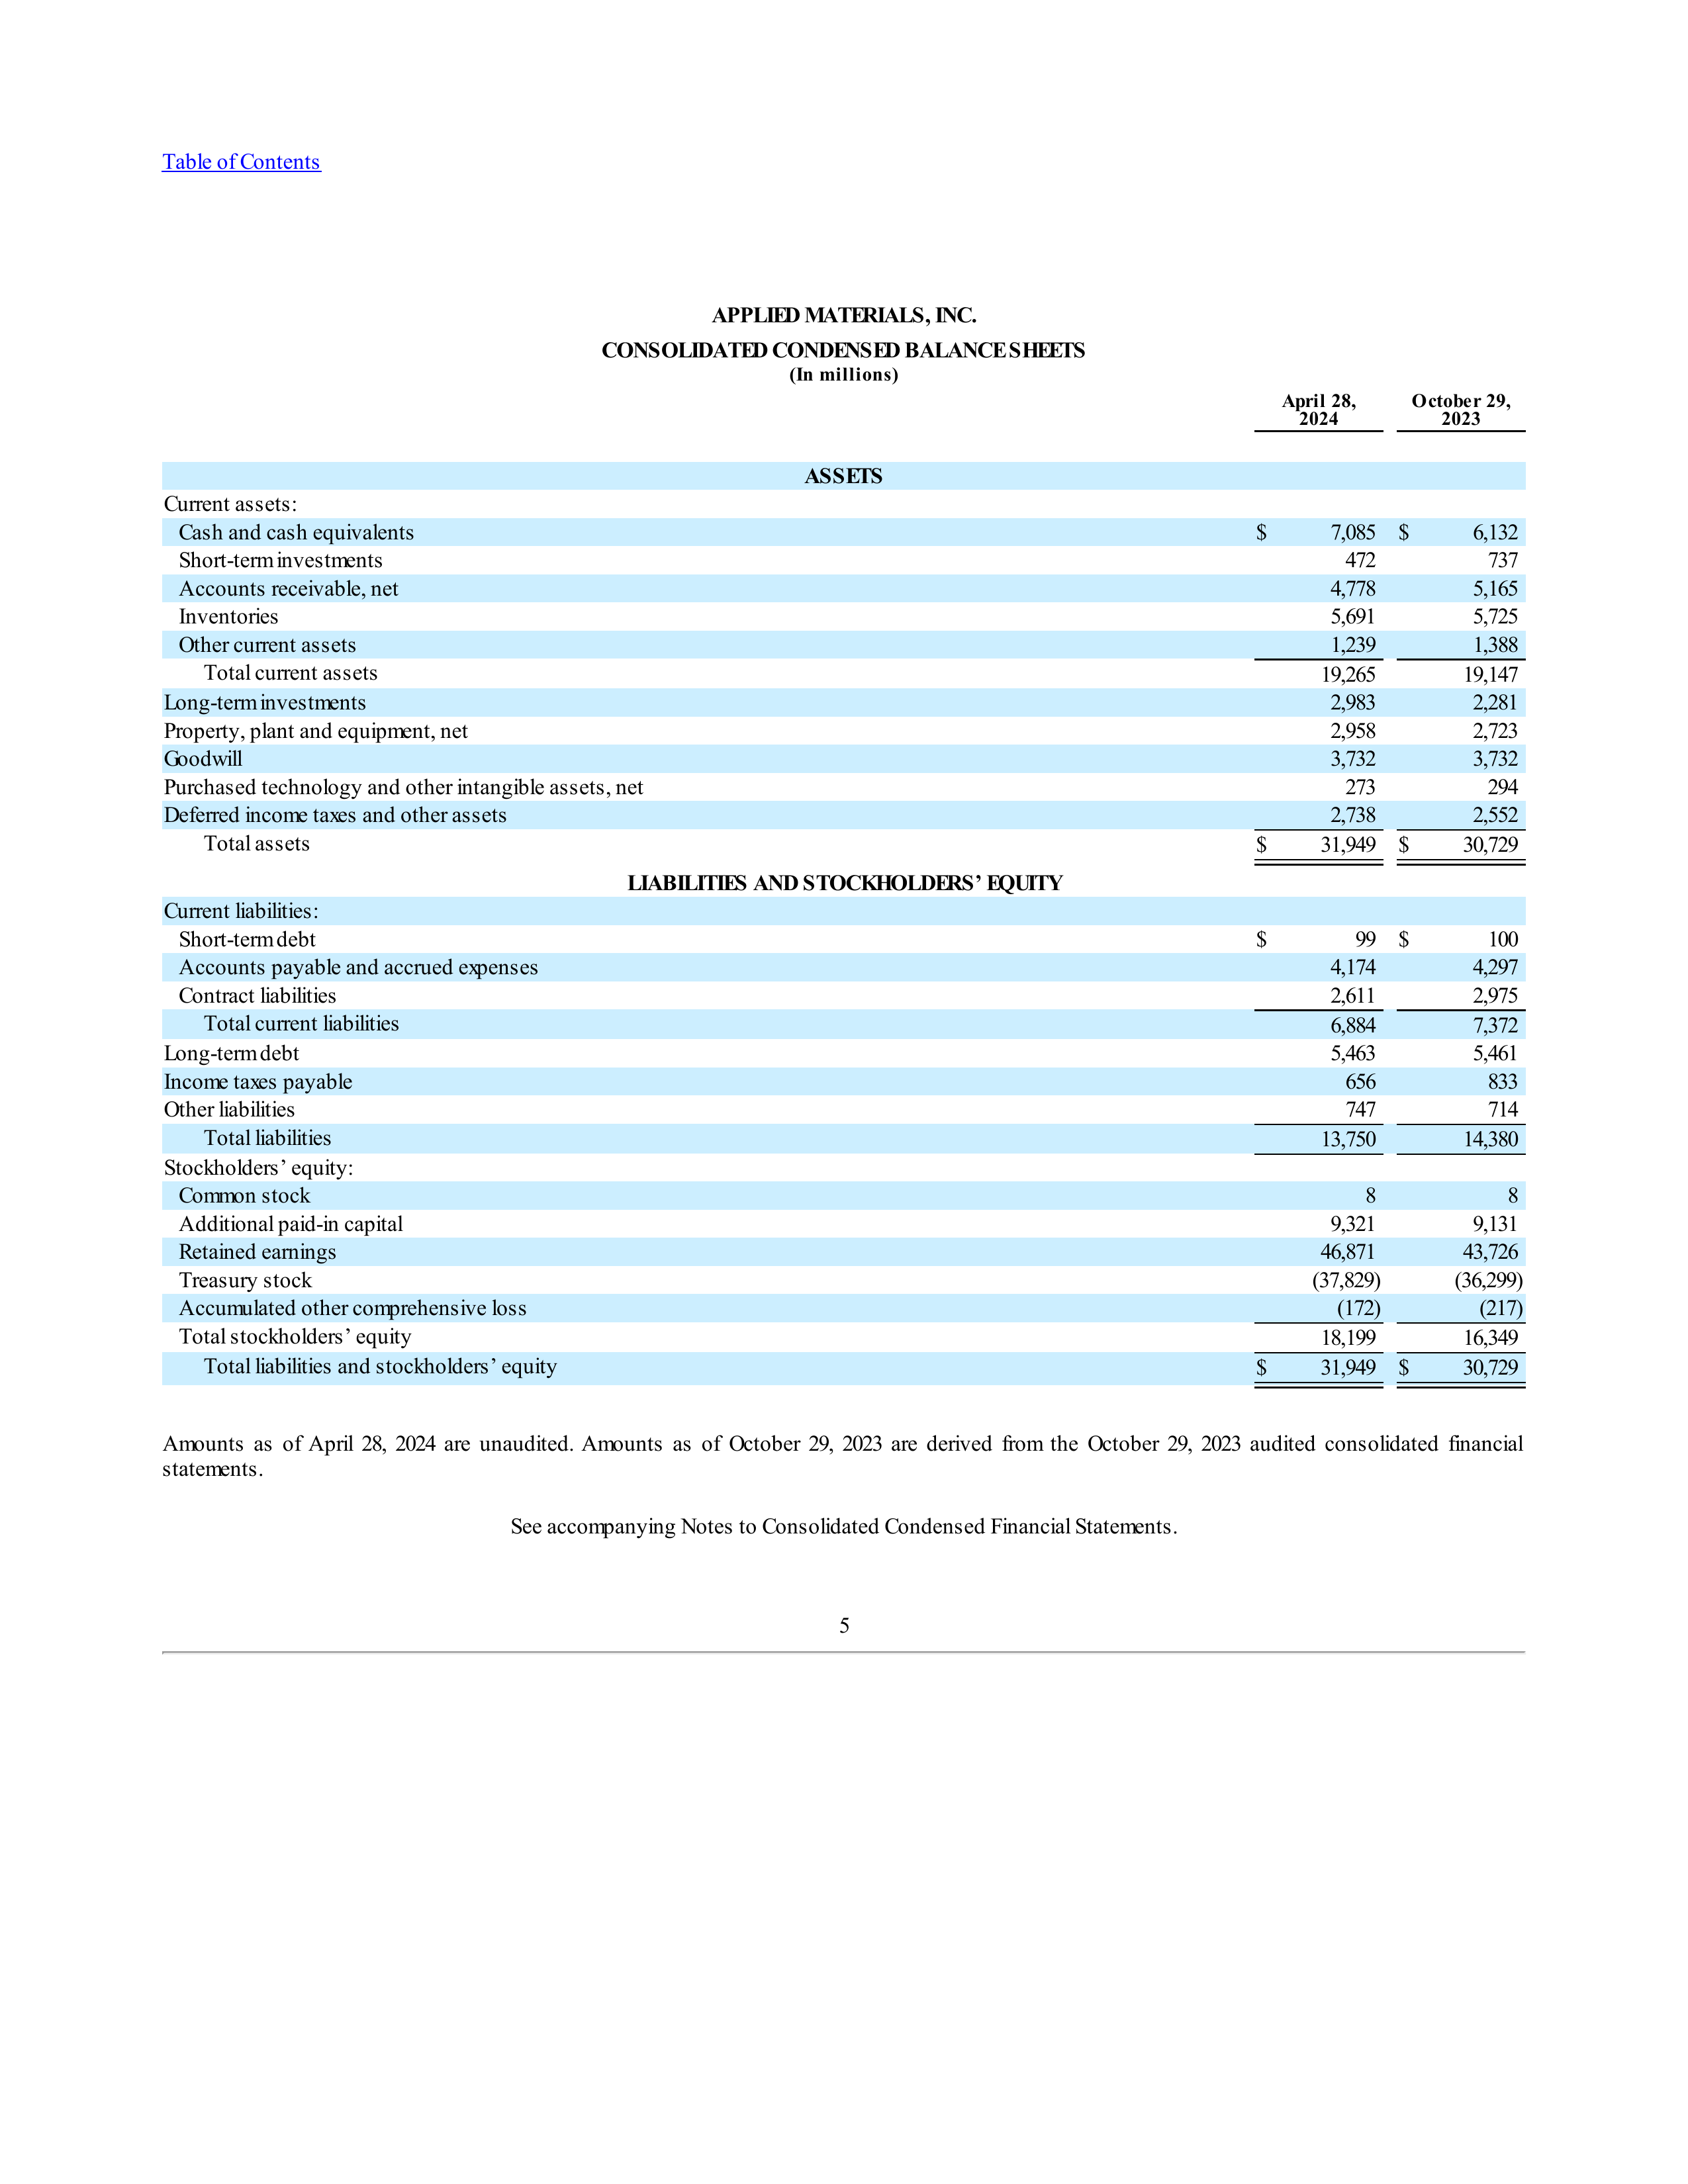 Table of Contents
APPLIED MATERIALS, INC.
CONSOLIDATED CONDENSED BALANCE SHEETS
(In millions)
April 28, 2024 October 29, 2023
ASSETS
Current assets:
Cash and cash equivalents $ 7,085 $ 6,132
Short-term investments 472 737
Accounts receivable, net 4,778 5,165
Inventories 5,691 5,725
Other current assets 1,239 1,388
Total current assets 19,265 19,147
Long-term investments 2,983 2,281
Property, plant and equipment, net 2,958 2,723
Goodwill 3,732 3,732
Purchased technology and other intangible assets, net 273 294
Deferred income taxes and other assets 2,738 2,552
Total assets $ 31,949 $ 30,729
LIABILITIES AND STOCKHOLDERS’ EQUITY
Current liabilities:
Short-term debt $ 99 $ 100
Accounts payable and accrued expenses 4,174 4,297
Contract liabilities 2,611 2,975
Total current liabilities 6,884 7,372
Long-term debt 5,463 5,461
Income taxes payable 656 833
Other liabilities 747 714
Total liabilities 13,750 14,380
Stockholders’ equity:
Common stock 8 8
Additional paid-in capital 9,321 9,131
Retained earnings 46,871 43,726
Treasury stock (37,829) (36,299)
Accumulated other comprehensive loss (172) (217)
Total stockholders’ equity 18,199 16,349
Total liabilities and stockholders’ equity $ 31,949 $ 30,729
Amounts as of April 28, 2024 are unaudited. Amounts as of October 29, 2023 are derived from the October 29, 2023 audited consolidated financial
statements.
See accompanying Notes to Consolidated Condensed Financial Statements.
5